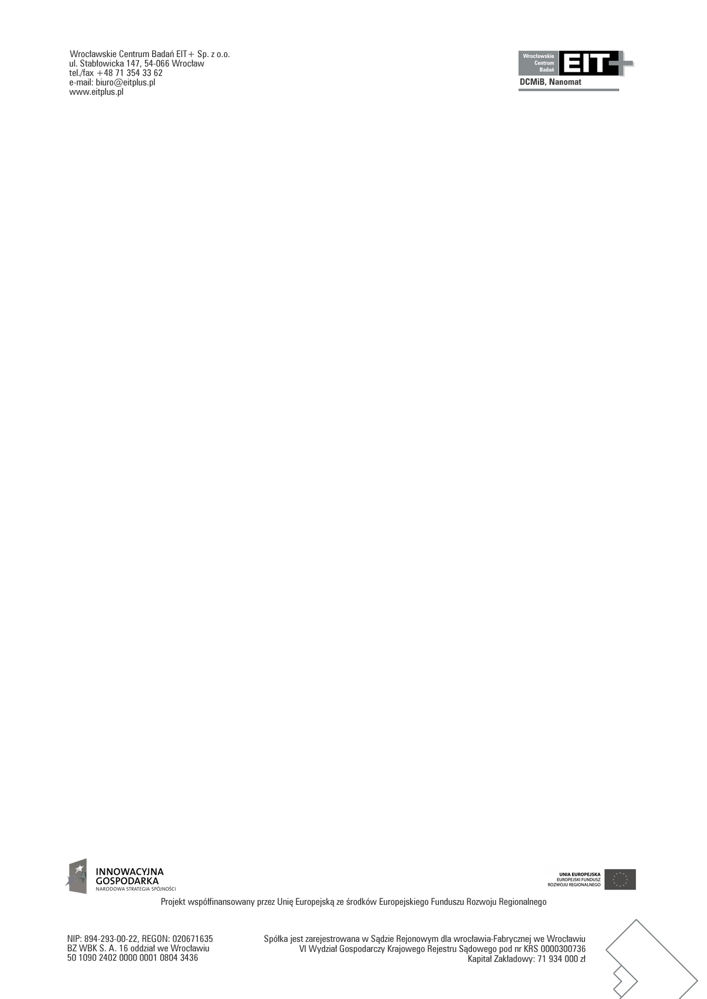 Wrocławskie Centrum Badań EIT+ Sp. z o.o.
ul. Stabłowicka 147, 54-066 Wrocław
tel./fax +48 71 354 33 62
e-mail: biuro@eitplus.pl
www.eitplus.pl
Wrocławskie
Centrum
Badań
EIT+
DCMiB, Nanomat
INNOWACYJNA
GOSPODARKA
NARODOWA STRATEGIA SPÓJNOŚCI
UNIA EUROPEJSKA
EUROPEJSKI FUNDUSZ
ROZWOJU REGIONALNEGO
Projekt współfinansowany przez Unię Europejską ze środków Europejskiego Funduszu Rozwoju Regionalnego
NIP: 894-293-00-22, REGON: 020671635
BZ WBK S. A. 16 oddział we Wrocławiu
50 1090 2402 0000 0001 0804 3436
Spółka jest zarejestrowana w Sądzie Rejonowym dla wrocławia-Fabrycznej we Wrocławiu
VI Wydział Gospodarczy Krajowego Rejestru Sądowego pod nr KRS 0000300736
Kapitał Zakładowy: 71 934 000 zł